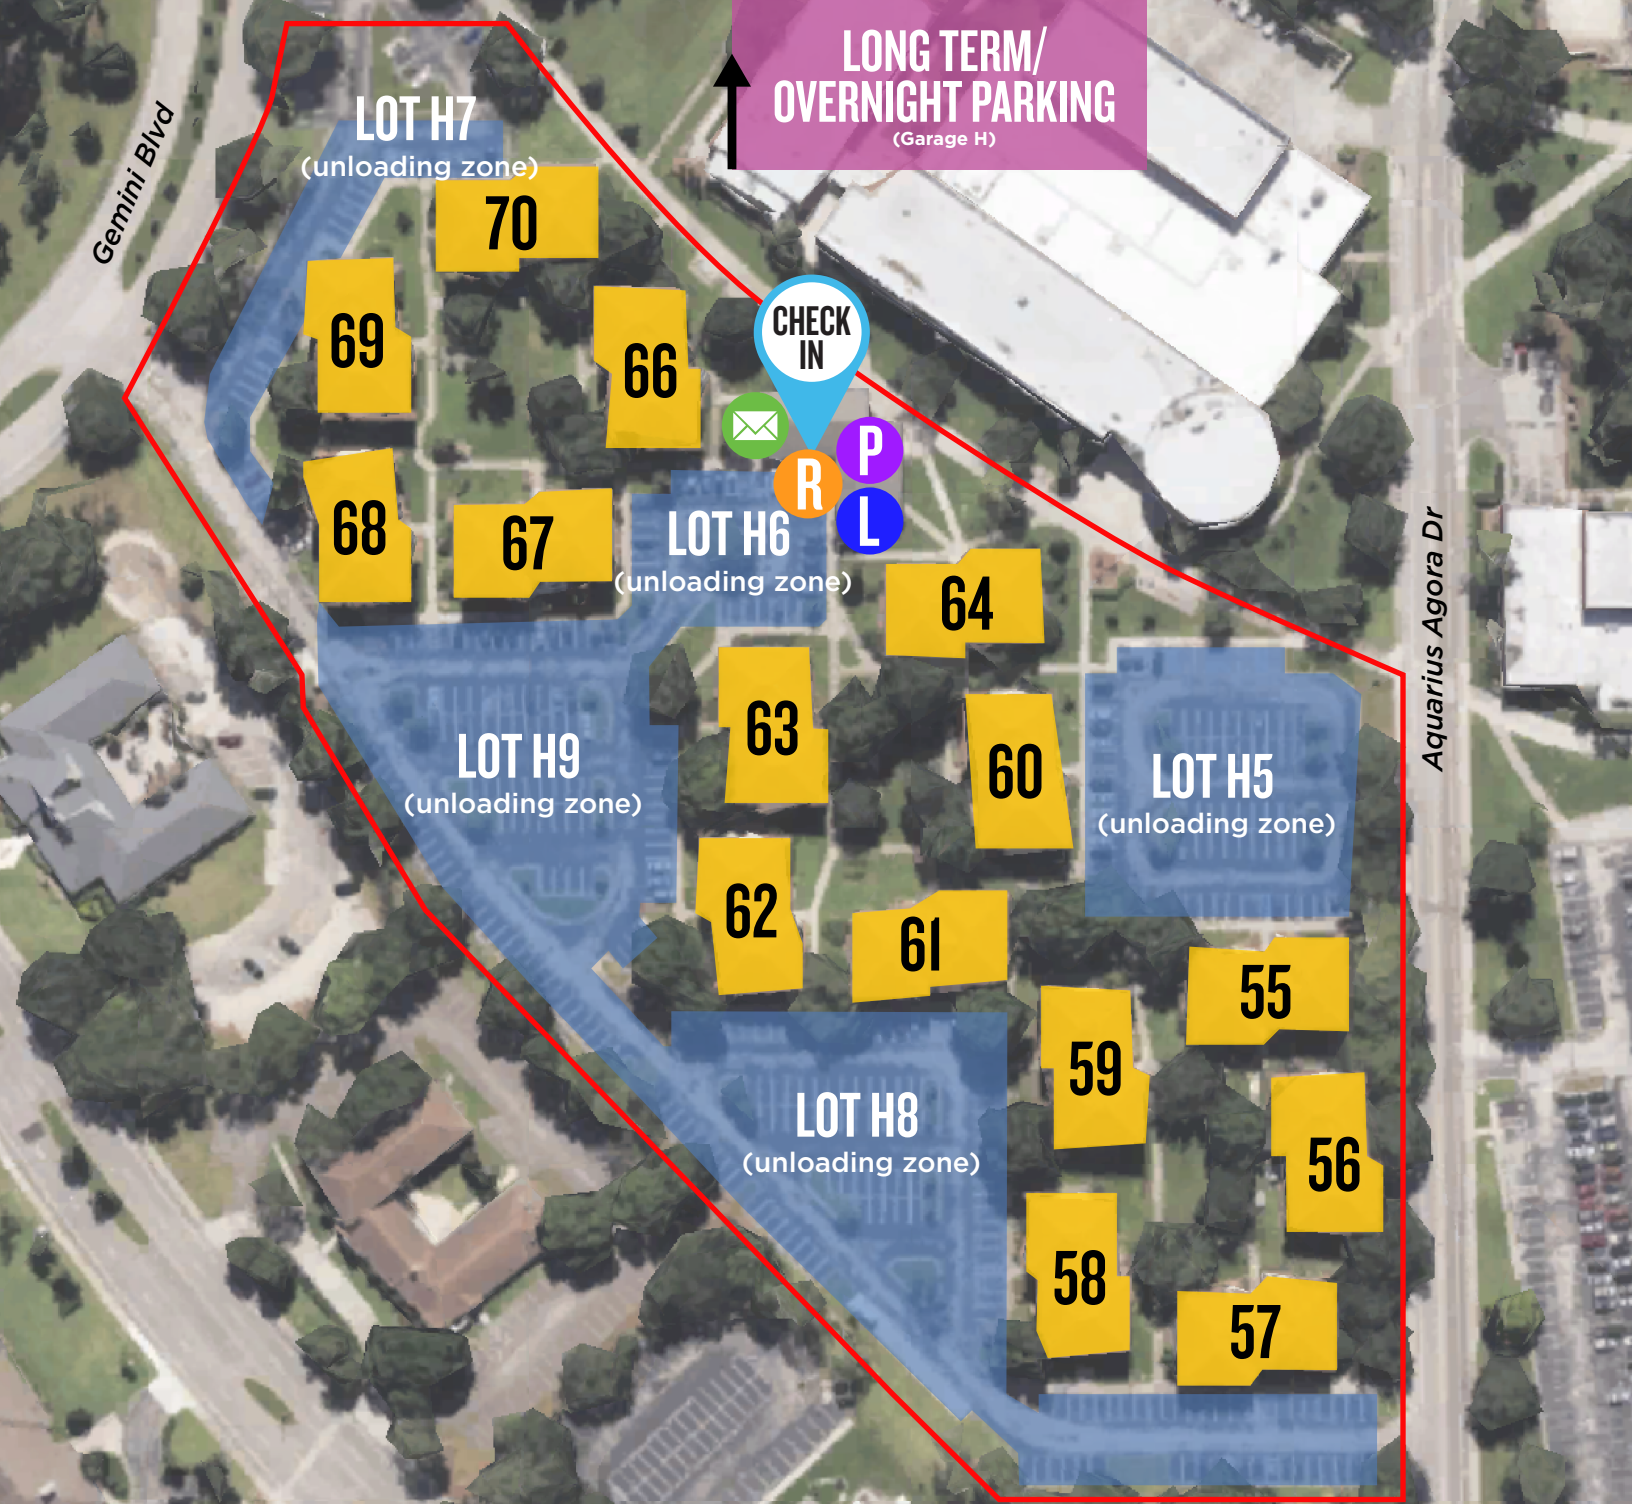 LONG TERM/
OVERNIGHT PARKING
(Garage H)
LOT H7
(unloading zone)
Gemini Blvd
70
69
66
CHECK
IN
P
R
L
68
67
LOT H6
(unloading zone)
64
Aquarius Agora Dr
63
60
LOT H9
(unloading zone)
LOT H5
(unloading zone)
62
61
55
59
LOT H8
(unloading zone)
56
58
57